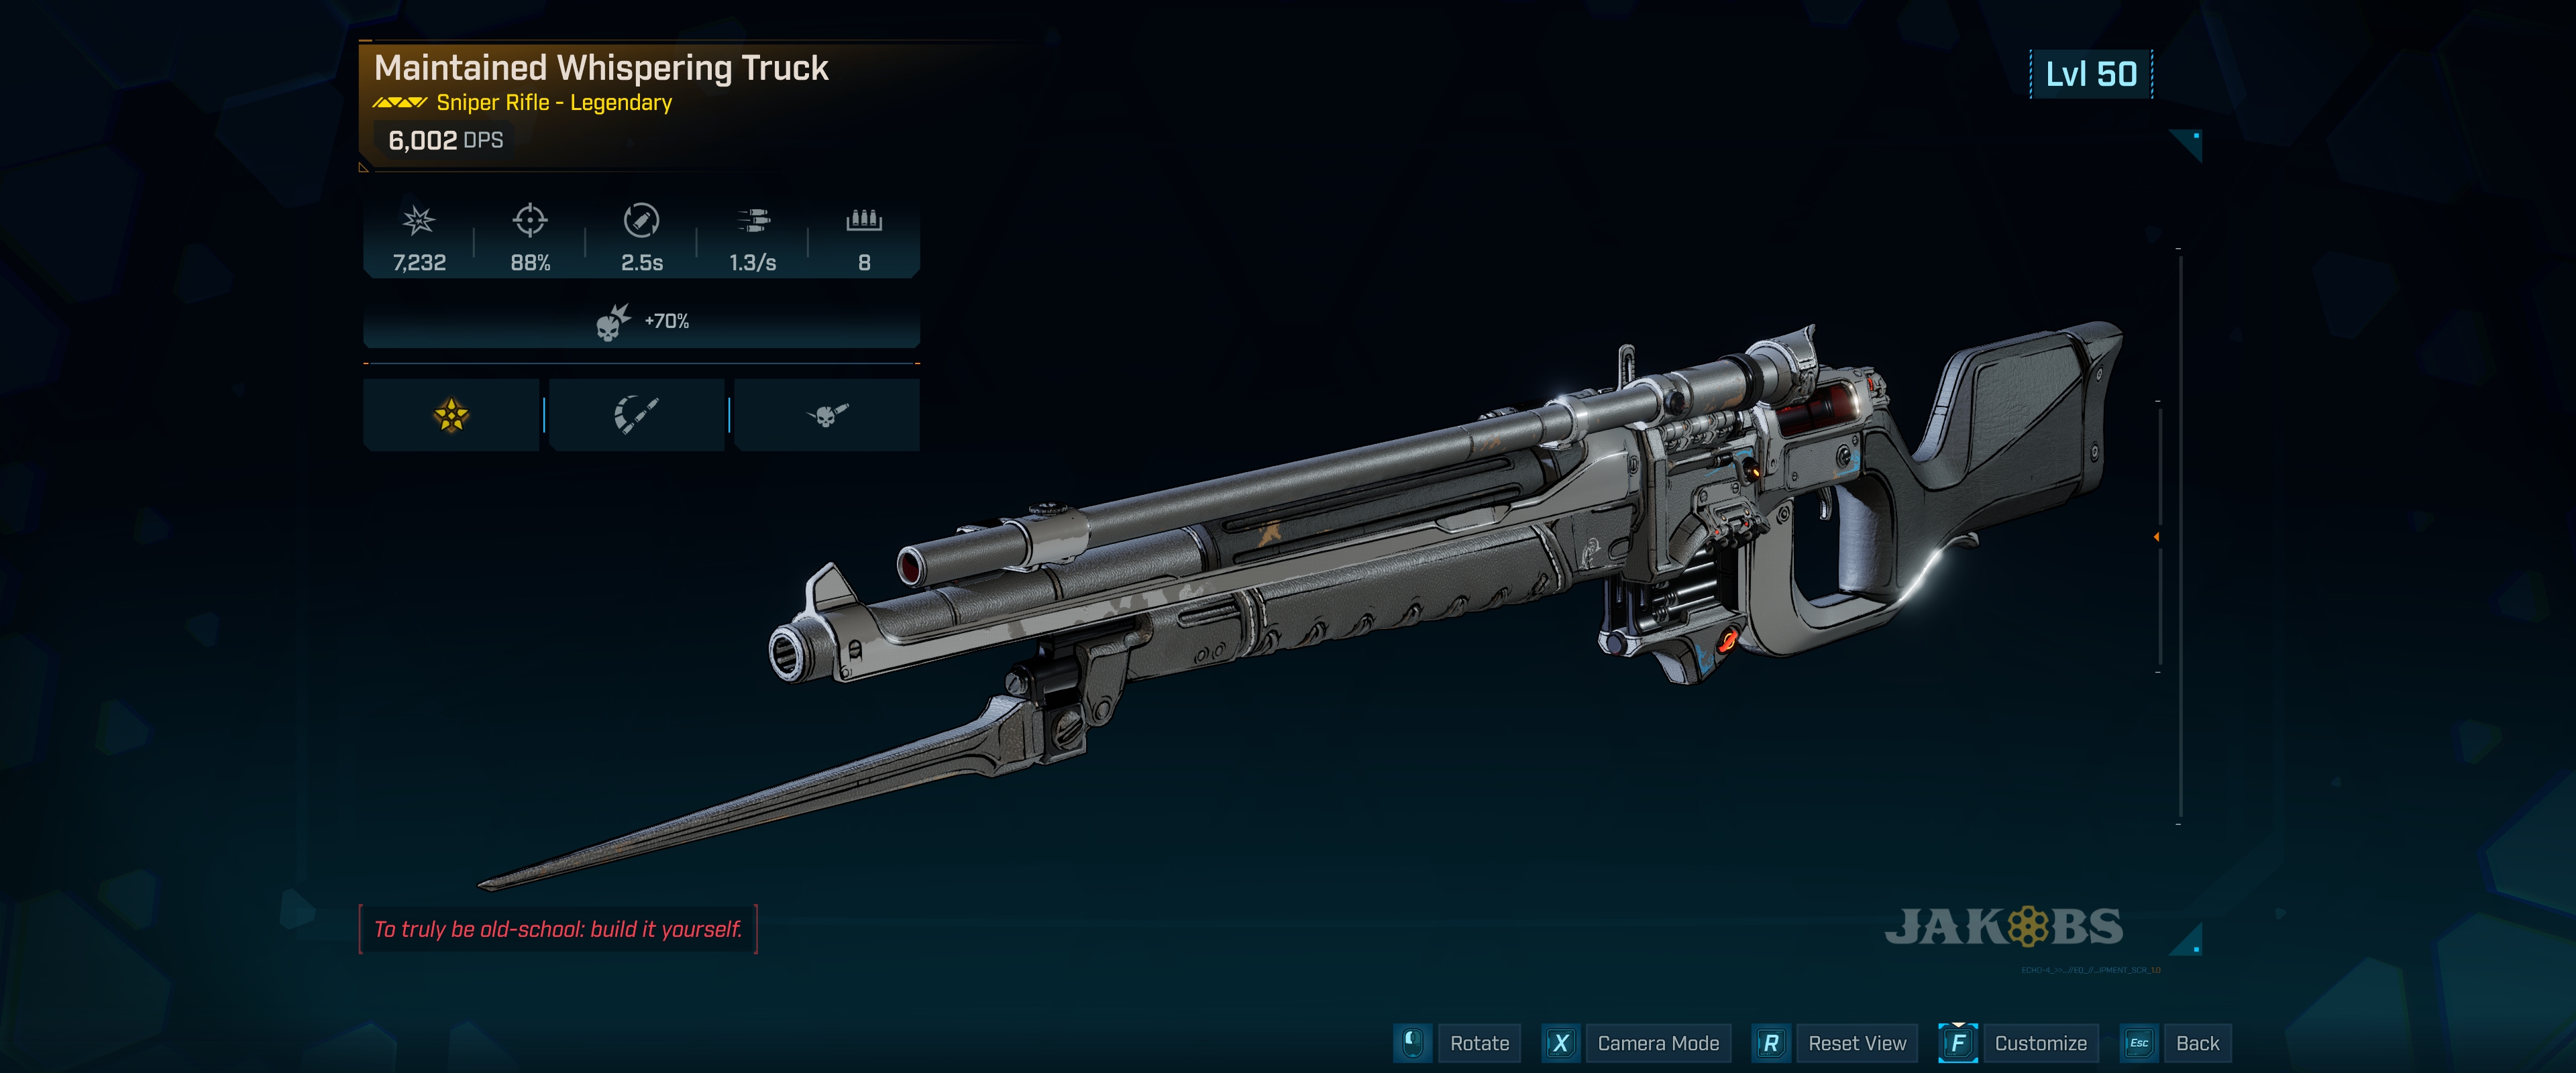 Maintained Whispering Truck
Lvl 50
Sniper Rifle - Legendary
6,002 DPS
7,232 88% 2.5s 1.3/s 8
+70%
To truly be old-school: build it yourself.
JAKOBS
Rotate X Camera Mode R Reset View F Customize Esc Back